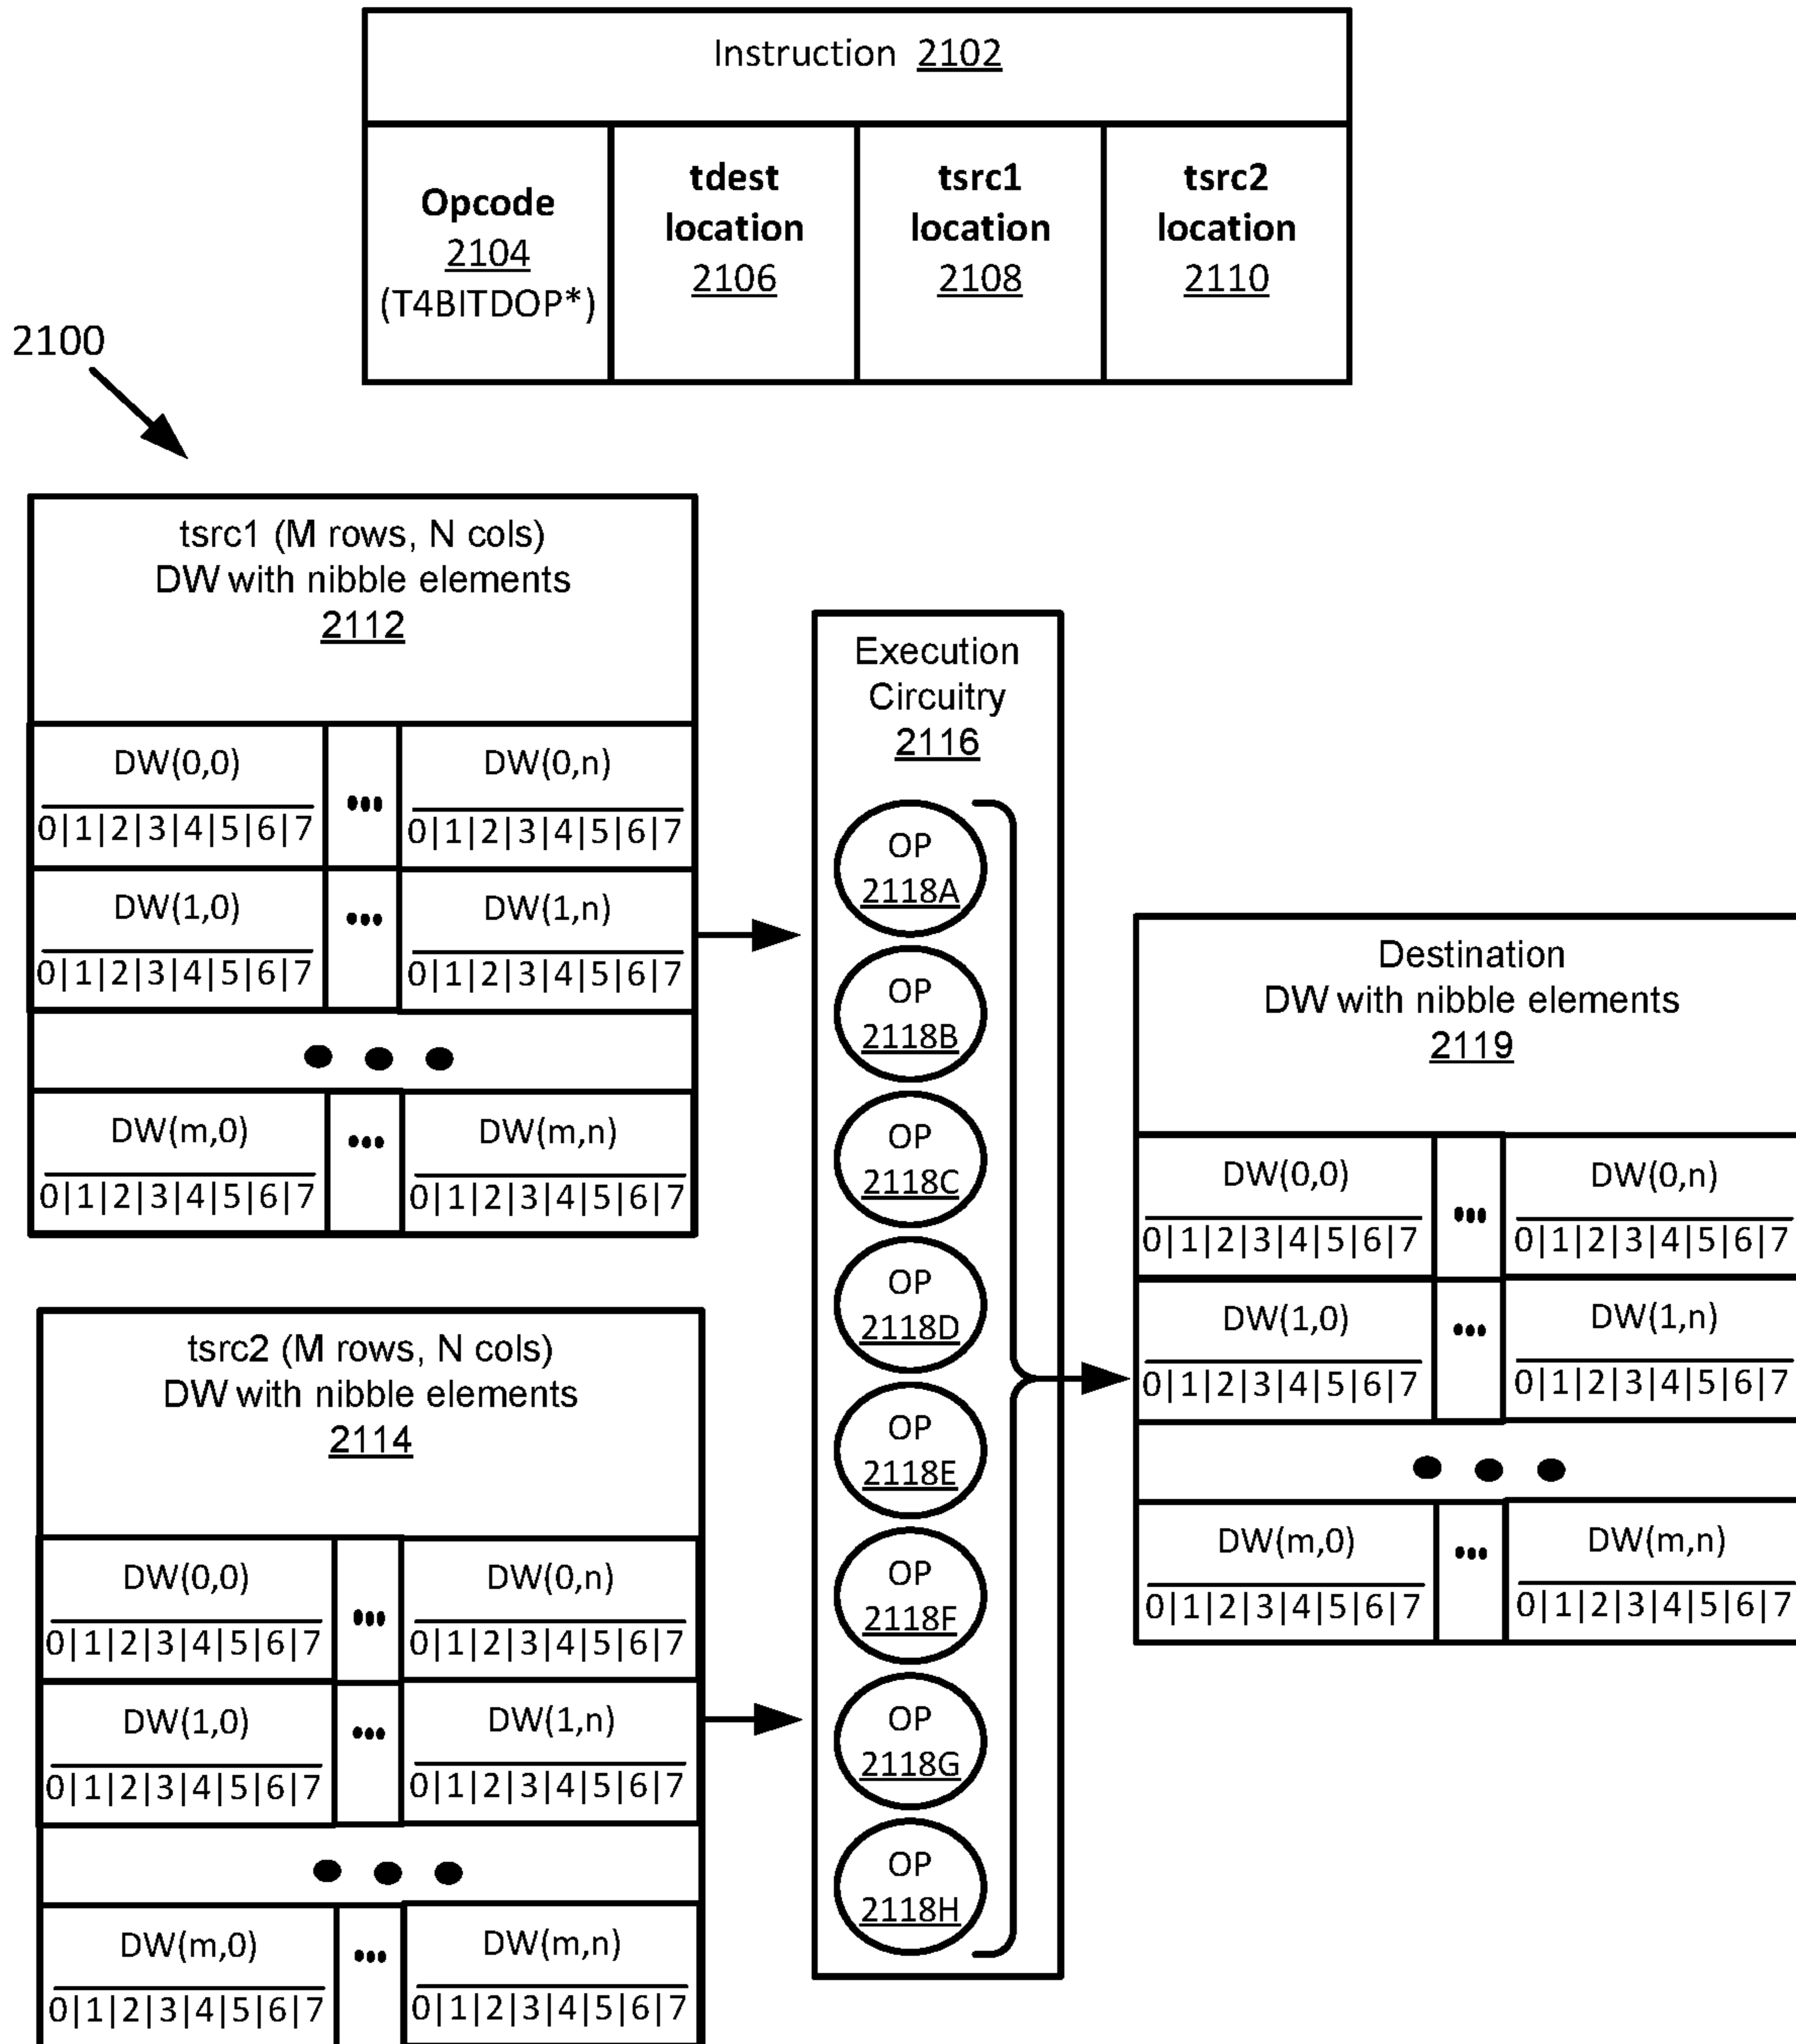 Instruction 2102
Opcode
2104
(T4BITDOP*)
tdest
location
2106
tsrc1
location
2108
tsrc2
location
2110
2100
tsrc1 (M rows, N cols)
DW with nibble elements
2112
DW(0,0) ... DW(0,n)
0|1|2|3|4|5|6|7 0|1|2|3|4|5|6|7
DW(1,0) ... DW(1,n)
0|1|2|3|4|5|6|7 0|1|2|3|4|5|6|7
● ● ●
DW(m,0) ... DW(m,n)
0|1|2|3|4|5|6|7 0|1|2|3|4|5|6|7
tsrc2 (M rows, N cols)
DW with nibble elements
2114
DW(0,0) ... DW(0,n)
0|1|2|3|4|5|6|7 0|1|2|3|4|5|6|7
DW(1,0) ... DW(1,n)
0|1|2|3|4|5|6|7 0|1|2|3|4|5|6|7
● ● ●
DW(m,0) ... DW(m,n)
0|1|2|3|4|5|6|7 0|1|2|3|4|5|6|7
Execution
Circuitry
2116
OP
2118A
OP
2118B
OP
2118C
OP
2118D
OP
2118E
OP
2118F
OP
2118G
OP
2118H
Destination
DW with nibble elements
2119
DW(0,0) ... DW(0,n)
0|1|2|3|4|5|6|7 0|1|2|3|4|5|6|7
DW(1,0) ... DW(1,n)
0|1|2|3|4|5|6|7 0|1|2|3|4|5|6|7
● ● ●
DW(m,0) ... DW(m,n)
0|1|2|3|4|5|6|7 0|1|2|3|4|5|6|7